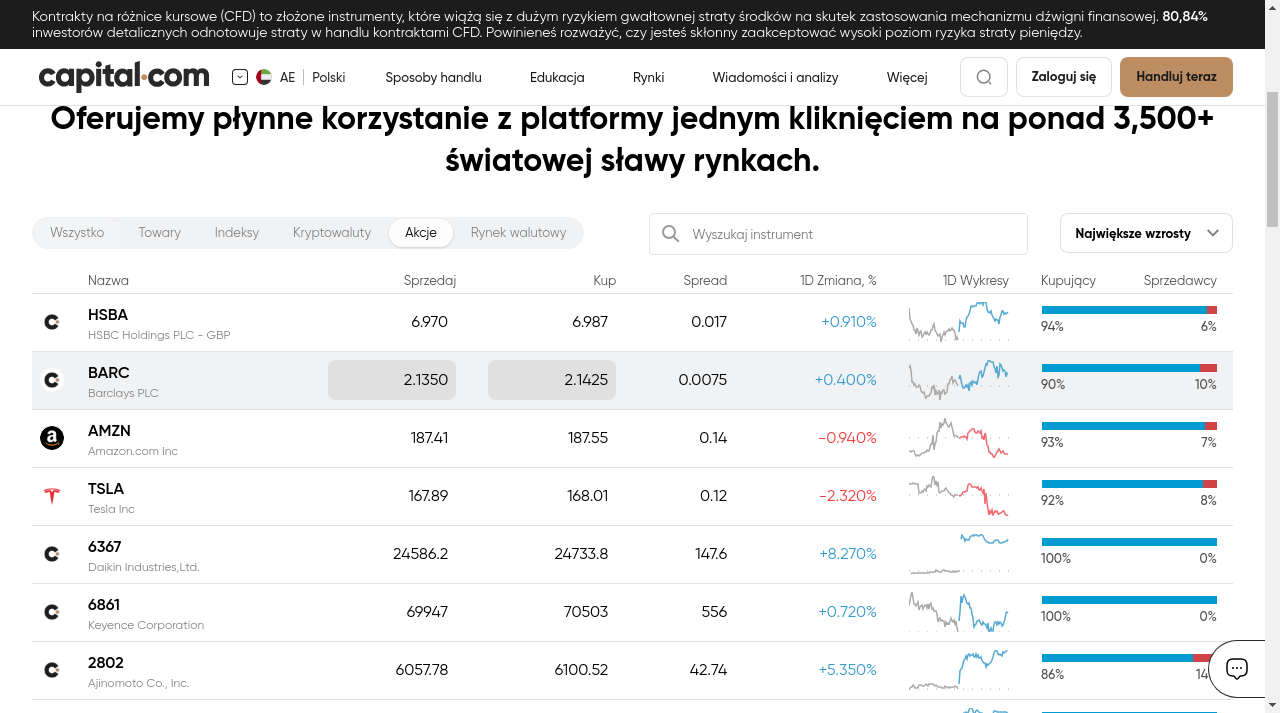 Kontrakty na różnice kursowe (CFD) to złożone instrumenty, które wiążą się z dużym ryzykiem gwałtownej straty środków na skutek zastosowania mechanizmu dźwigni finansowej. 80,84%
inwestorów detalicznych odnotowuje straty w handlu kontraktami CFD. Powinieneś rozważyć, czy jesteś skłonny zaakceptować wysoki poziom ryzyka straty pieniędzy.
capital.com AE Polski Sposoby handlu Edukacja Rynki Wiadomości i analizy Więcej Zaloguj się Handluj teraz
Oferujemy płynne korzystanie z platformy jednym kliknięciem na ponad 3,500+
światowej sławy rynkach.
Wszystko Towary Indeksy Kryptowaluty Akcje Rynek walutowy Wyszukaj instrument Największe wzrosty
Nazwa Sprzedaj Kup Spread 1D Zmiana, % 1D Wykresy Kupujący Sprzedawcy
HSBA 6.970 6.987 0.017 +0.910% 94% 6%
HSBC Holdings PLC - GBP
BARC 2.1350 2.1425 0.0075 +0.400% 90% 10%
Barclays PLC
AMZN 187.41 187.55 0.14 -0.940% 93% 7%
Amazon.com Inc
TSLA 167.89 168.01 0.12 -2.320% 92% 8%
Tesla Inc
6367 24586.2 24733.8 147.6 +8.270% 100% 0%
Daikin Industries,Ltd.
6861 69947 70503 556 +0.720% 100% 0%
Keyence Corporation
2802 6057.78 6100.52 42.74 +5.350% 86%
Ajinomoto Co., Inc.